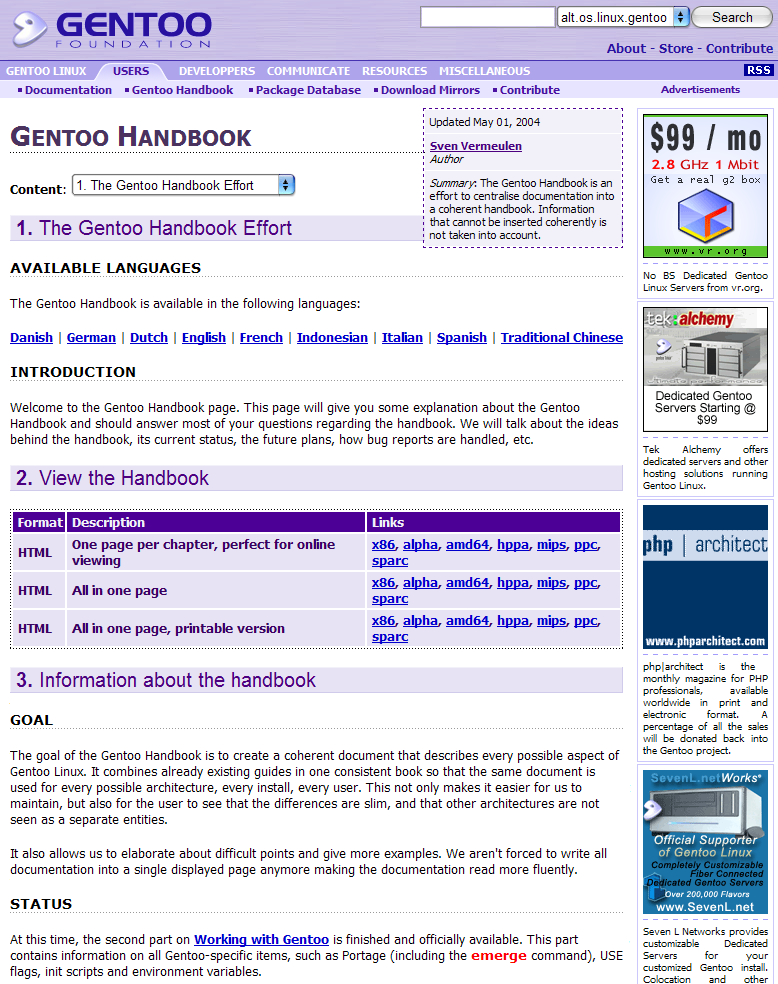 GENTOO
FOUNDATION
alt.os.linux.gentoo
Search
About - Store - Contribute
GENTOO LINUX USERS DEVELOPPERS COMMUNICATE RESOURCES MISCELLANEOUS
RSS
Documentation Gentoo Handbook Package Database Download Mirrors Contribute
Advertisements
GENTOO HANDBOOK
Updated May 01, 2004
Sven Vermeulen
Author
Summary: The Gentoo Handbook is an
effort to centralise documentation into
a coherent handbook. Information
that cannot be inserted coherently is
not taken into account.
Content: 1. The Gentoo Handbook Effort
1. The Gentoo Handbook Effort
AVAILABLE LANGUAGES
The Gentoo Handbook is available in the following languages:
Danish | German | Dutch | English | French | Indonesian | Italian | Spanish | Traditional Chinese
INTRODUCTION
Welcome to the Gentoo Handbook page. This page will give you some explanation about the Gentoo
Handbook and should answer most of your questions regarding the handbook. We will talk about the ideas
behind the handbook, its current status, the future plans, how bug reports are handled, etc.
2. View the Handbook
Format Description Links
HTML One page per chapter, perfect for online
viewing
x86, alpha, amd64, hppa, mips, ppc,
sparc
HTML All in one page
x86, alpha, amd64, hppa, mips, ppc,
sparc
HTML All in one page, printable version
x86, alpha, amd64, hppa, mips, ppc,
sparc
3. Information about the handbook
GOAL
The goal of the Gentoo Handbook is to create a coherent document that describes every possible aspect of
Gentoo Linux. It combines already existing guides in one consistent book so that the same document is
used for every possible architecture, every install, every user. This not only makes it easier for us to
maintain, but also for the user to see that the differences are slim, and that other architectures are not
seen as a separate entities.
It also allows us to elaborate about difficult points and give more examples. We aren't forced to write all
documentation into a single displayed page anymore making the documentation read more fluently.
STATUS
At this time, the second part on Working with Gentoo is finished and officially available. This part
contains information on all Gentoo-specific items, such as Portage (including the emerge command), USE
flags, init scripts and environment variables.
$99 / mo
2.8 GHz 1 Mbit
Get a real g2 box
www.vr.org
No BS Dedicated Gentoo
Linux Servers from vr.org.
tek alchemy
gentoo linux
Ultimate performance
Dedicated Gentoo
Servers Starting @
$99
Tek Alchemy offers
dedicated servers and other
hosting solutions running
Gentoo Linux.
php | architect
www.phparchitect.com
php|architect is the
monthly magazine for PHP
professionals, available
worldwide in print and
electronic format. A
percentage of all the sales
will be donated back into
the Gentoo project.
SevenL.netWorks
Official Supporter
of Gentoo Linux
Completely Customizable
Fiber Connected
Dedicated Gentoo Servers
Over 200,000 Flavors
www.SevenL.net
Seven L Networks provides
customizable Dedicated
Servers for your
customized Gentoo install.
Colocation and other